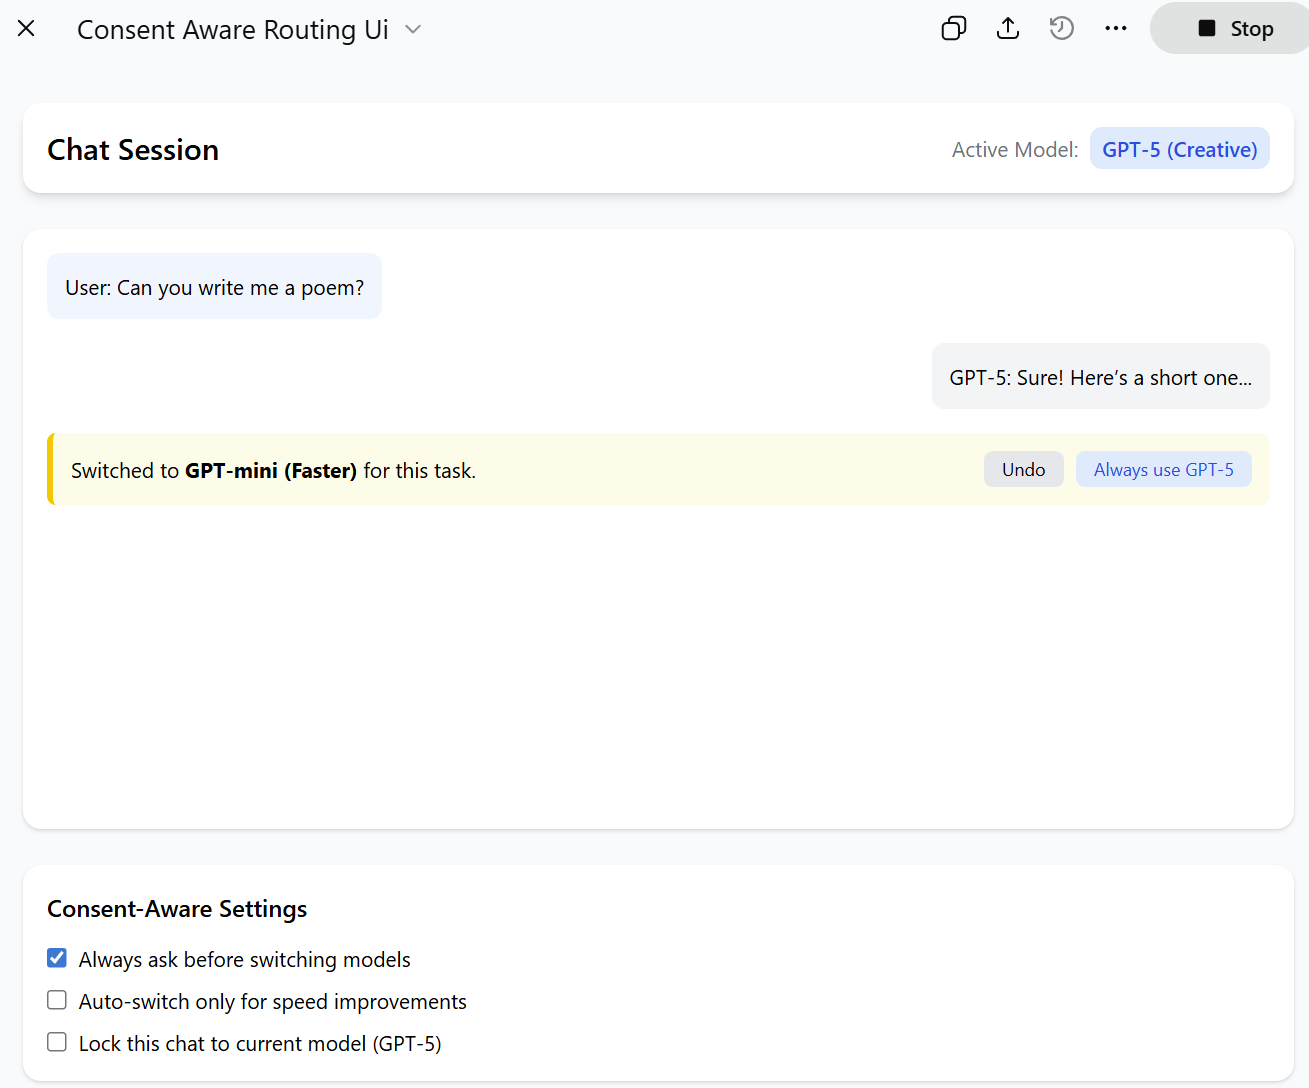 Consent Aware Routing Ui
Stop
Chat Session
Active Model: GPT-5 (Creative)
User: Can you write me a poem?
GPT-5: Sure! Here’s a short one...
Switched to GPT-mini (Faster) for this task.
Undo
Always use GPT-5
Consent-Aware Settings
Always ask before switching models
Auto-switch only for speed improvements
Lock this chat to current model (GPT-5)